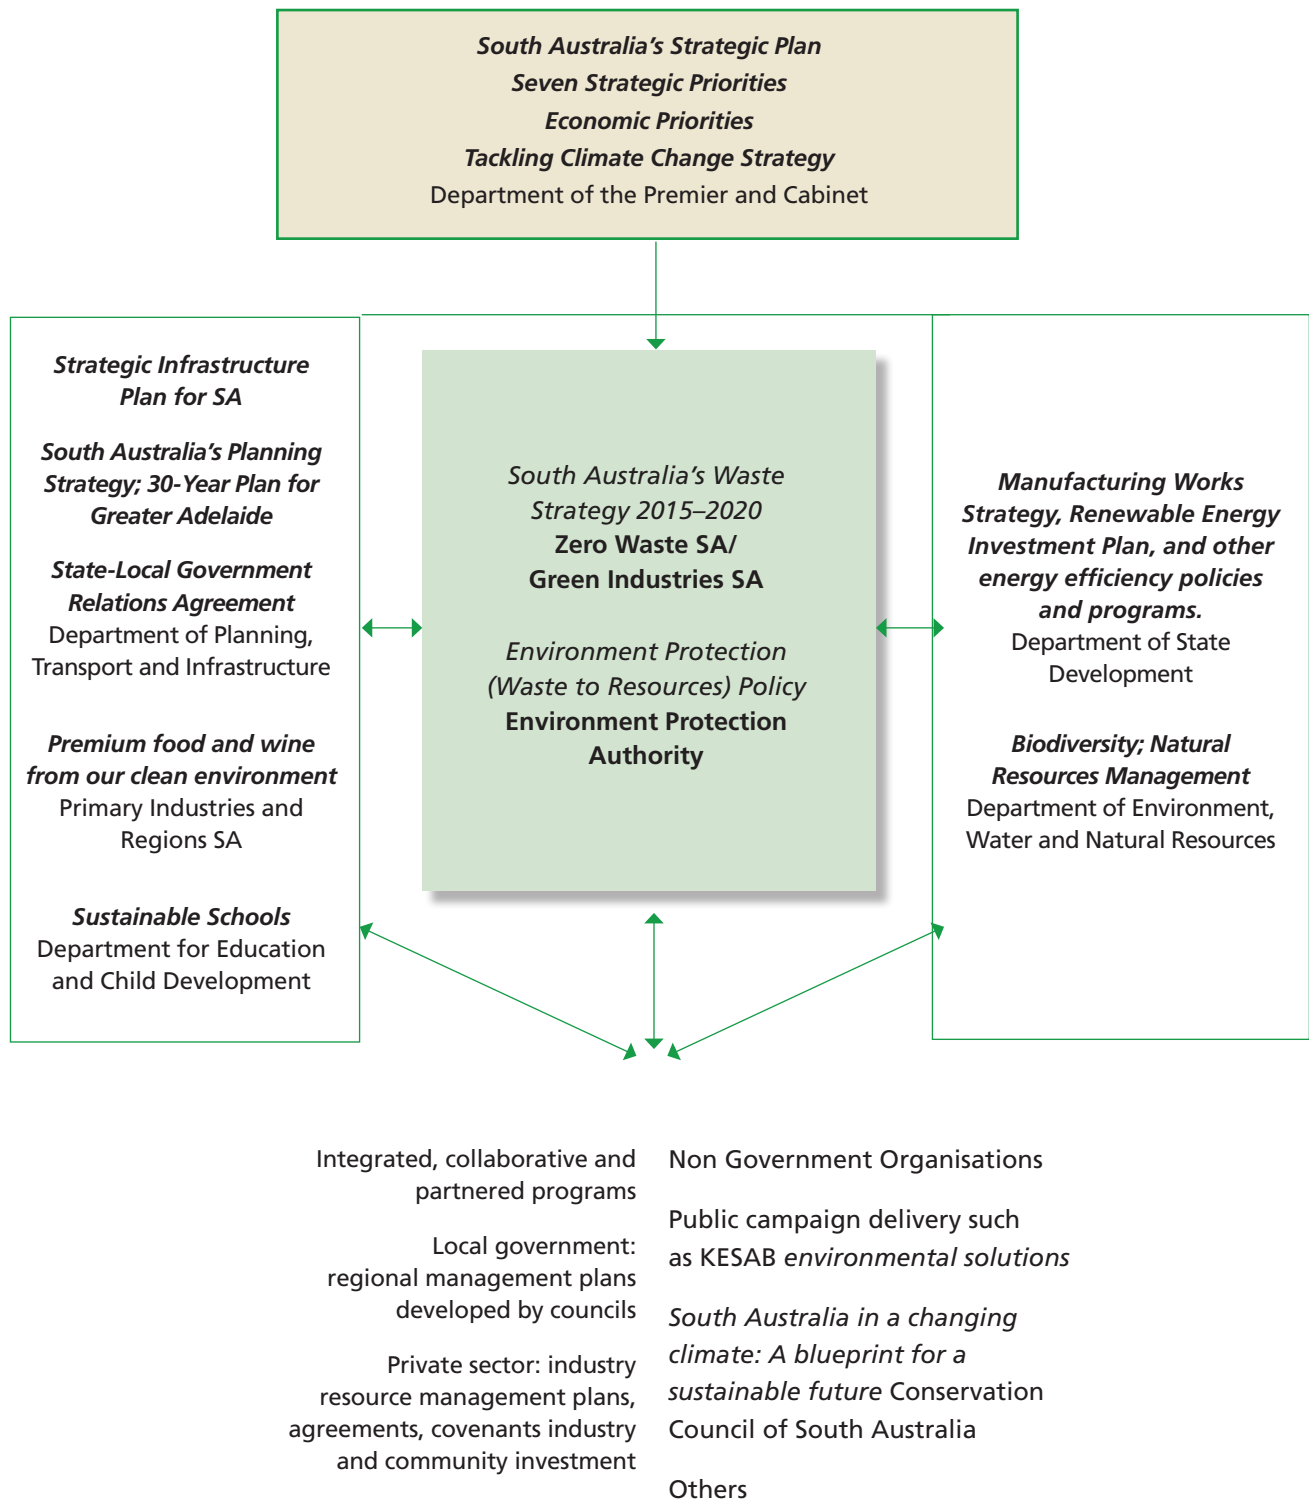 South Australia’s Strategic Plan
Seven Strategic Priorities
Economic Priorities
Tackling Climate Change Strategy
Department of the Premier and Cabinet
Strategic Infrastructure
Plan for SA
South Australia’s Planning
Strategy; 30-Year Plan for
Greater Adelaide
State-Local Government
Relations Agreement
Department of Planning,
Transport and Infrastructure
Premium food and wine
from our clean environment
Primary Industries and
Regions SA
Sustainable Schools
Department for Education
and Child Development
South Australia’s Waste
Strategy 2015–2020
Zero Waste SA/
Green Industries SA
Environment Protection
(Waste to Resources) Policy
Environment Protection
Authority
Manufacturing Works
Strategy, Renewable Energy
Investment Plan, and other
energy efficiency policies
and programs.
Department of State
Development
Biodiversity; Natural
Resources Management
Department of Environment,
Water and Natural Resources
Integrated, collaborative and
partnered programs
Local government:
regional management plans
developed by councils
Private sector: industry
resource management plans,
agreements, covenants industry
and community investment
Non Government Organisations
Public campaign delivery such
as KESAB environmental solutions
South Australia in a changing
climate: A blueprint for a
sustainable future Conservation
Council of South Australia
Others